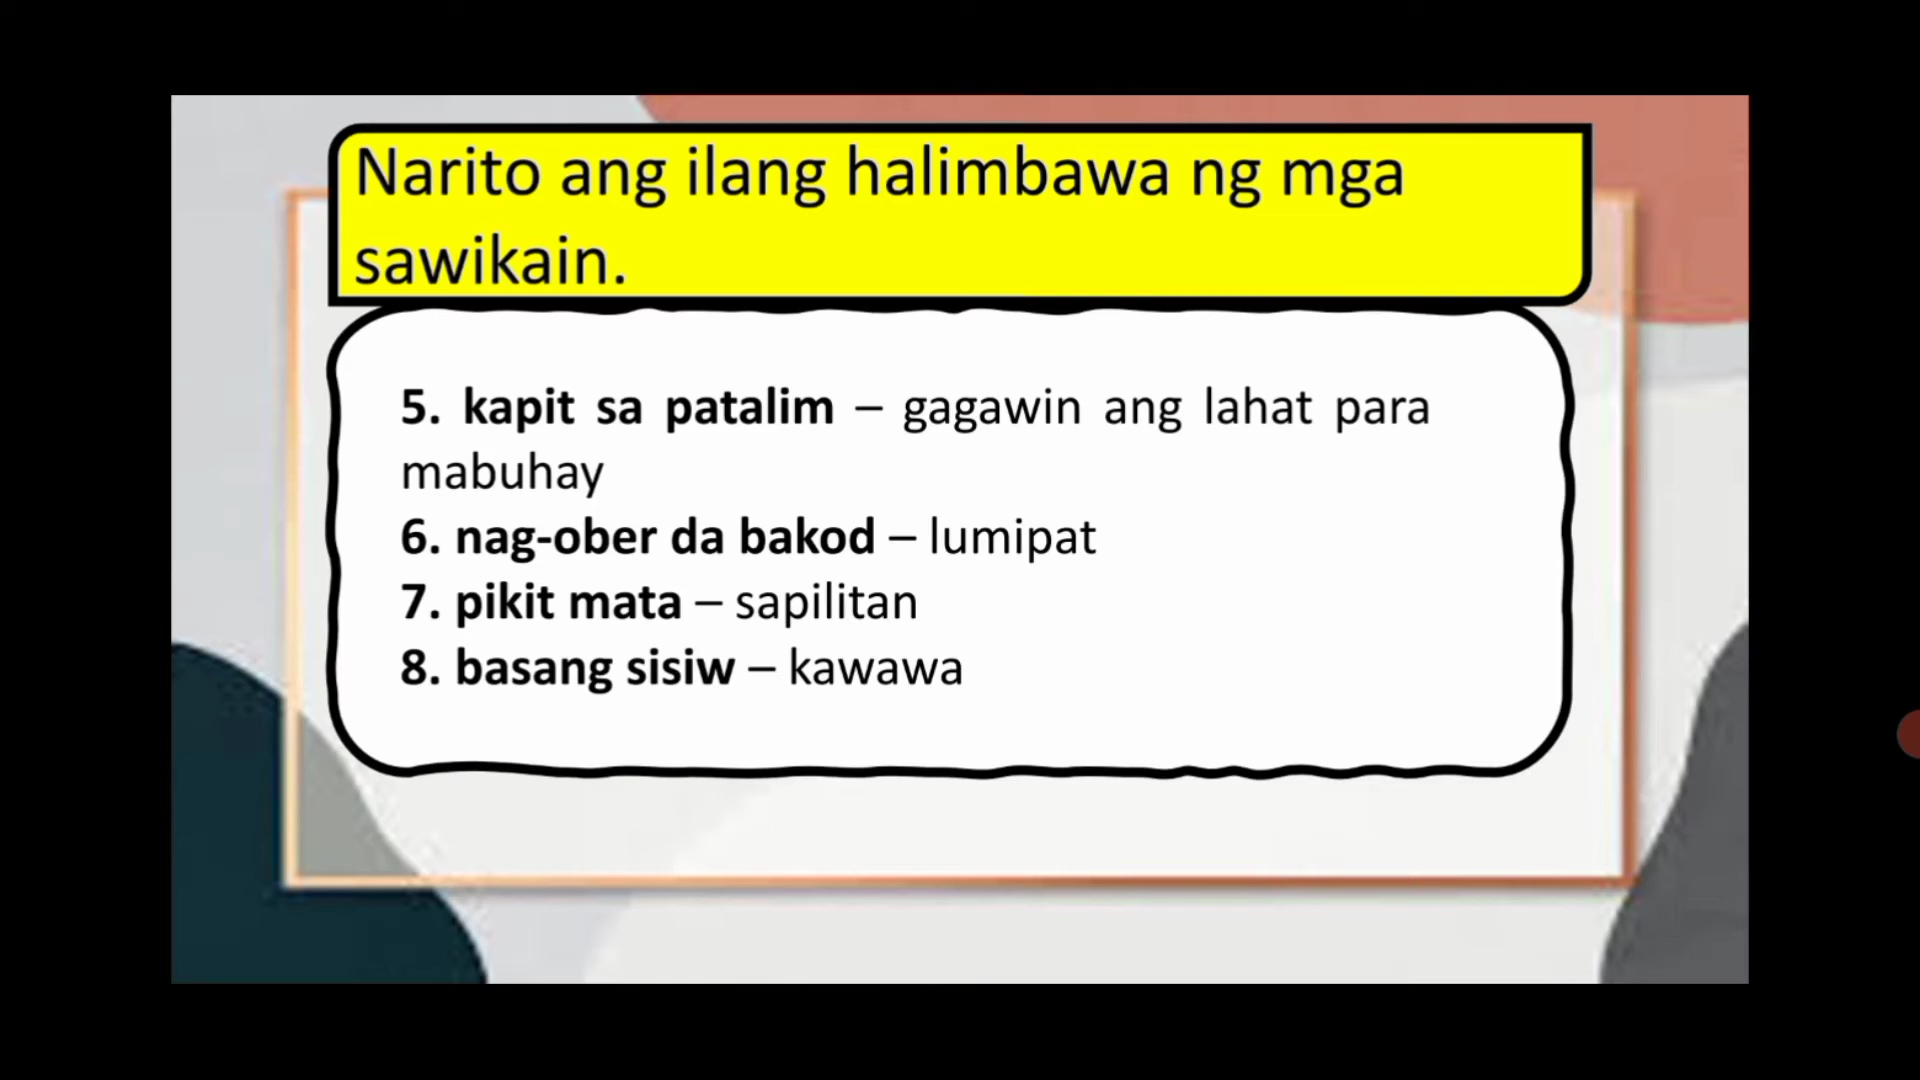 Narito ang ilang halimbawa ng mga
sawikain.
5. kapit sa patalim – gagawin ang lahat para
mabuhay
6. nag-ober da bakod – lumipat
7. pikit mata – sapilitan
8. basang sisiw – kawawa